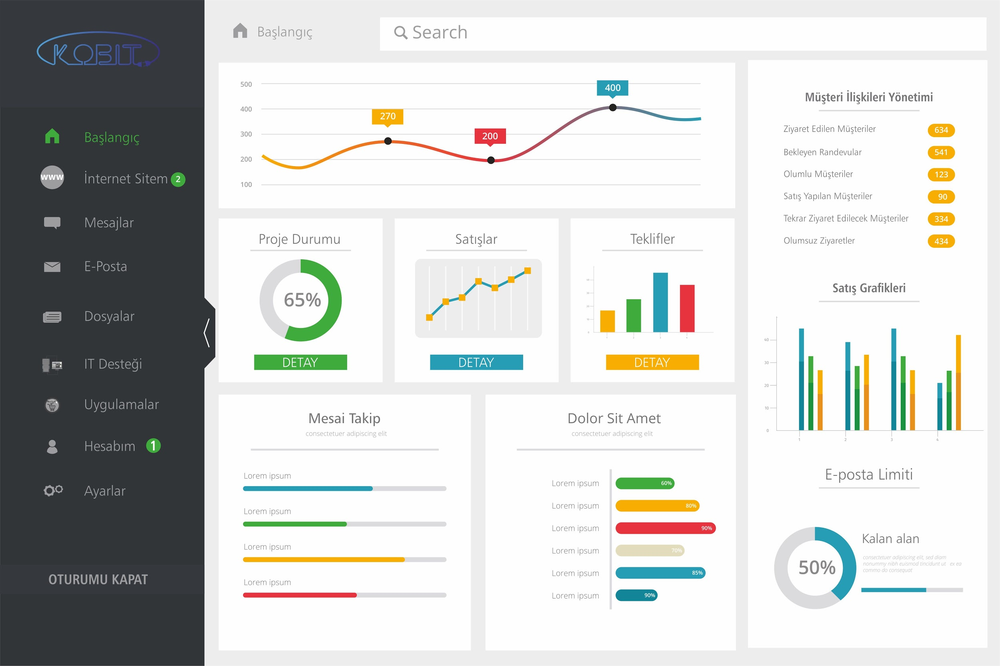 KOBIT
Başlangıç
www
İnternet Sitem 2
Mesajlar
E-Posta
Dosyalar
IT Desteği
Uygulamalar
Hesabım 1
Ayarlar
OTURUMU KAPAT
Başlangıç
Search
500
400
300
200
100
270
200
400
Proje Durumu
65%
DETAY
Satışlar
DETAY
Teklifler
40
30
20
10
0
1 2 3 4
DETAY
Mesai Takip
consectetuer adipiscing elit
Lorem ipsum
Lorem ipsum
Lorem ipsum
Lorem ipsum
Dolor Sit Amet
consectetuer adipiscing elit
Lorem ipsum 60%
Lorem ipsum 80%
Lorem ipsum 90%
Lorem ipsum 70%
Lorem ipsum 85%
Lorem ipsum 90%
Müşteri İlişkileri Yönetimi
Ziyaret Edilen Müşteriler 634
Bekleyen Randevular 541
Olumlu Müşteriler 123
Satış Yapılan Müşteriler 90
Tekrar Ziyaret Edilecek Müşteriler 334
Olumsuz Ziyaretler 434
Satış Grafikleri
40
30
20
10
0
1 2 3 4
E-posta Limiti
50%
Kalan alan
consectetuer adipiscing elit, sed diam
nonummy nibh euismod tincidunt ut ex ea
commo do consequat